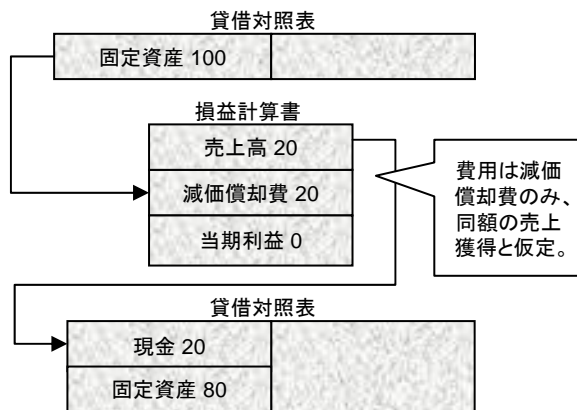 貸借対照表
固定資産 100
損益計算書
売上高 20
減価償却費 20
当期利益 0
費用は減価
償却費のみ、
同額の売上
獲得と仮定。
貸借対照表
現金 20
固定資産 80